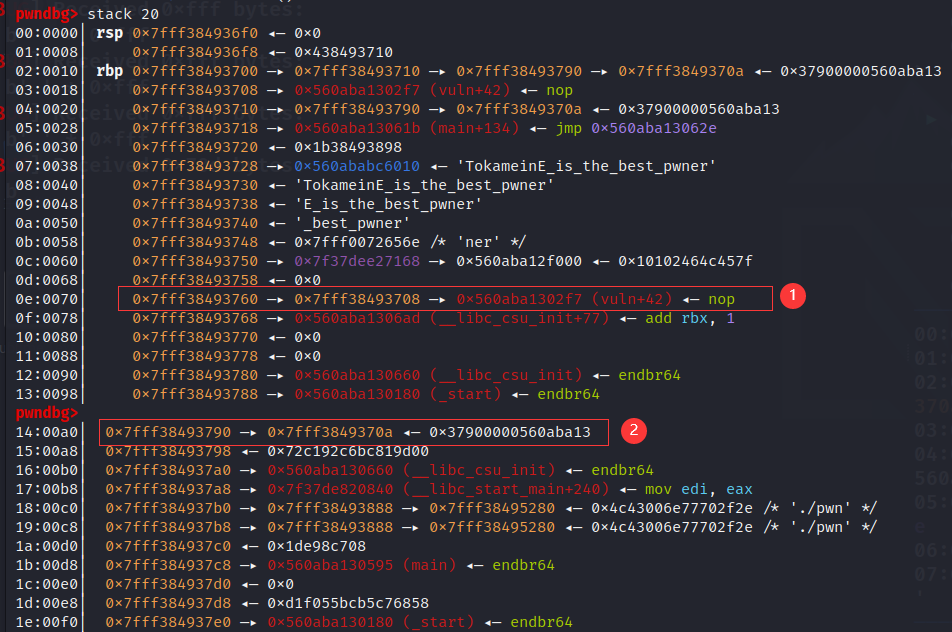 pwndbg> stack 20
00:0000│ rsp 0×7fff384936f0 ◂— 0×0
01:0008│     0×7fff384936f8 ◂— 0×438493710
02:0010│ rbp 0×7fff38493700 —▸ 0×7fff38493710 —▸ 0×7fff38493790 —▸ 0×7fff3849370a ◂— 0×37900000560aba13
03:0018│     0×7fff38493708 —▸ 0×560aba1302f7 (vuln+42) ◂— nop
04:0020│     0×7fff38493710 —▸ 0×7fff38493790 —▸ 0×7fff3849370a ◂— 0×37900000560aba13
05:0028│     0×7fff38493718 —▸ 0×560aba13061b (main+134) ◂— jmp 0×560aba13062e
06:0030│     0×7fff38493720 ◂— 0×1b38493898
07:0038│     0×7fff38493728 —▸ 0×560ababc6010 ◂— 'TokameinE_is_the_best_pwner'
08:0040│     0×7fff38493730 ◂— 'TokameinE_is_the_best_pwner'
09:0048│     0×7fff38493738 ◂— 'E_is_the_best_pwner'
0a:0050│     0×7fff38493740 ◂— '_best_pwner'
0b:0058│     0×7fff38493748 ◂— 0×7fff0072656e /* 'ner' */
0c:0060│     0×7fff38493750 —▸ 0×7f37dee27168 —▸ 0×560aba12f000 ◂— 0×10102464c457f
0d:0068│     0×7fff38493758 ◂— 0×0
0e:0070│     0×7fff38493760 —▸ 0×7fff38493708 —▸ 0×560aba1302f7 (vuln+42) ◂— nop 1
0f:0078│     0×7fff38493768 —▸ 0×560aba1306ad (__libc_csu_init+77) ◂— add rbx, 1
10:0080│     0×7fff38493770 ◂— 0×0
11:0088│     0×7fff38493778 ◂— 0×0
12:0090│     0×7fff38493780 —▸ 0×560aba130660 (__libc_csu_init) ◂— endbr64
13:0098│     0×7fff38493788 —▸ 0×560aba130180 (_start) ◂— endbr64
pwndbg>
14:00a0│ 0×7fff38493790 —▸ 0×7fff3849370a ◂— 0×37900000560aba13 2
15:00a8│ 0×7fff38493798 ◂— 0×72c192c6bc819d00
16:00b0│ 0×7fff384937a0 —▸ 0×560aba130660 (__libc_csu_init) ◂— endbr64
17:00b8│ 0×7fff384937a8 —▸ 0×7f37de820840 (__libc_start_main+240) ◂— mov edi, eax
18:00c0│ 0×7fff384937b0 —▸ 0×7fff38493888 —▸ 0×7fff38495280 ◂— 0×4c43006e77702f2e /* './pwn' */
19:00c8│ 0×7fff384937b8 —▸ 0×7fff38493888 —▸ 0×7fff38495280 ◂— 0×4c43006e77702f2e /* './pwn' */
1a:00d0│ 0×7fff384937c0 ◂— 0×1de98c708
1b:00d8│ 0×7fff384937c8 —▸ 0×560aba130595 (main) ◂— endbr64
1c:00e0│ 0×7fff384937d0 ◂— 0×0
1d:00e8│ 0×7fff384937d8 ◂— 0×d1f055bcb5c76858
1e:00f0│ 0×7fff384937e0 —▸ 0×560aba130180 (_start) ◂— endbr64